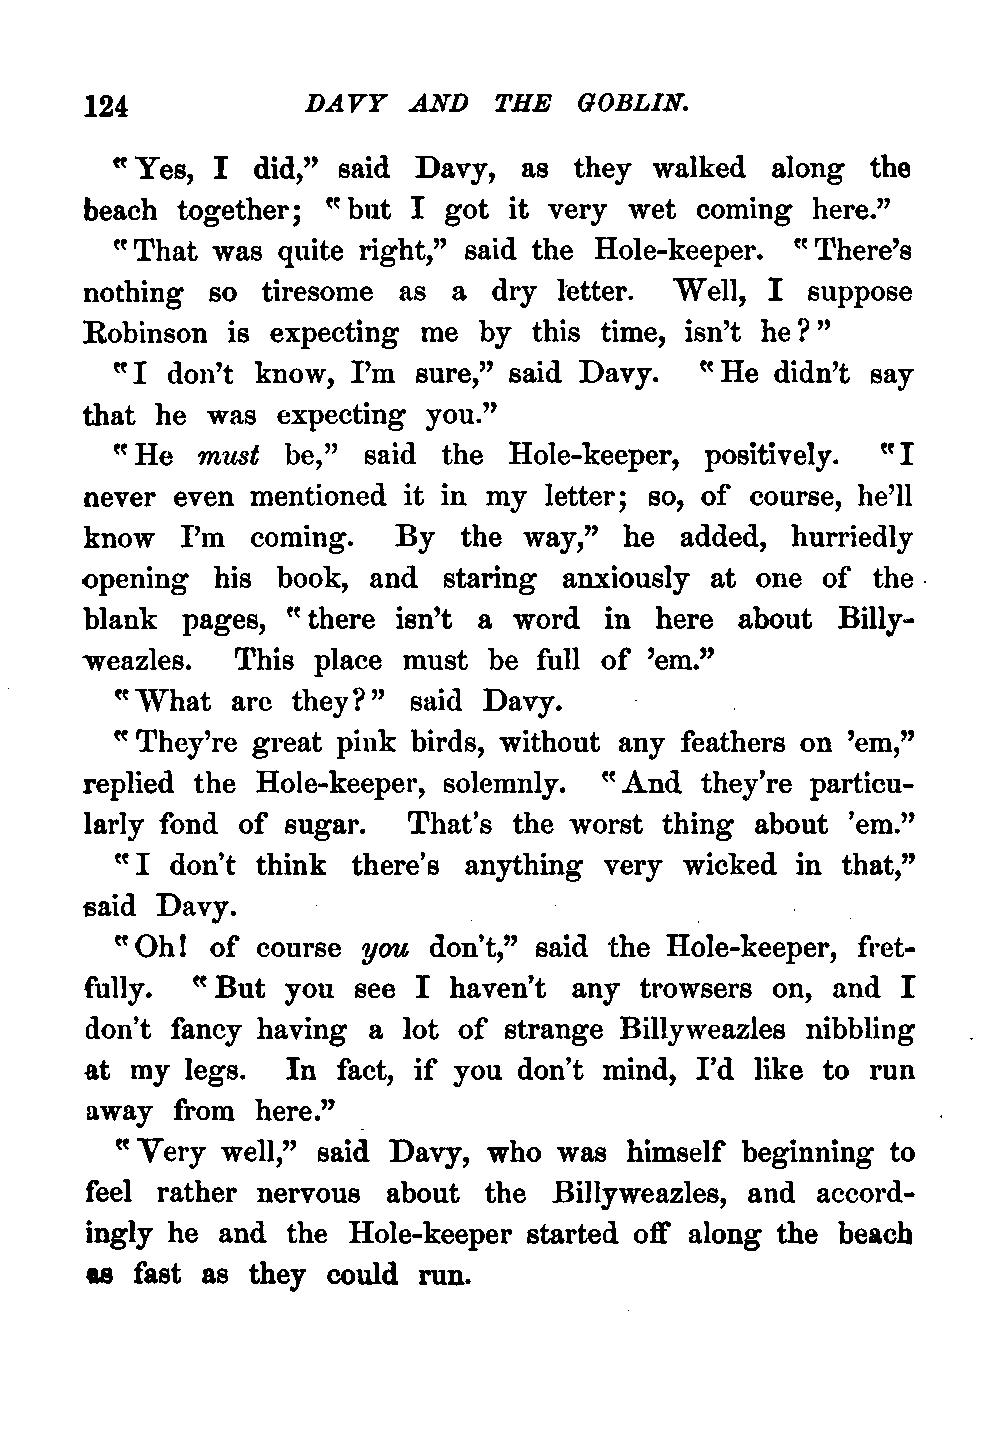 124 DAVY AND THE GOBLIN.
“Yes, I did,” said Davy, as they walked along the
beach together; “but I got it very wet coming here.”
“That was quite right,” said the Hole-keeper. “There’s
nothing so tiresome as a dry letter. Well, I suppose
Robinson is expecting me by this time, isn’t he?”
“I don’t know, I’m sure,” said Davy. “He didn’t say
that he was expecting you.”
“He must be,” said the Hole-keeper, positively. “I
never even mentioned it in my letter; so, of course, he’ll
know I’m coming. By the way,” he added, hurriedly
opening his book, and staring anxiously at one of the
blank pages, “there isn’t a word in here about Billy-
weazles. This place must be full of ’em.”
“What are they?” said Davy.
“They’re great pink birds, without any feathers on ’em,”
replied the Hole-keeper, solemnly. “And they’re particu-
larly fond of sugar. That’s the worst thing about ’em.”
“I don’t think there’s anything very wicked in that,”
said Davy.
“Oh! of course you don’t,” said the Hole-keeper, fret-
fully. “But you see I haven’t any trowsers on, and I
don’t fancy having a lot of strange Billyweazles nibbling
at my legs. In fact, if you don’t mind, I’d like to run
away from here.”
“Very well,” said Davy, who was himself beginning to
feel rather nervous about the Billyweazles, and accord-
ingly he and the Hole-keeper started off along the beach
as fast as they could run.